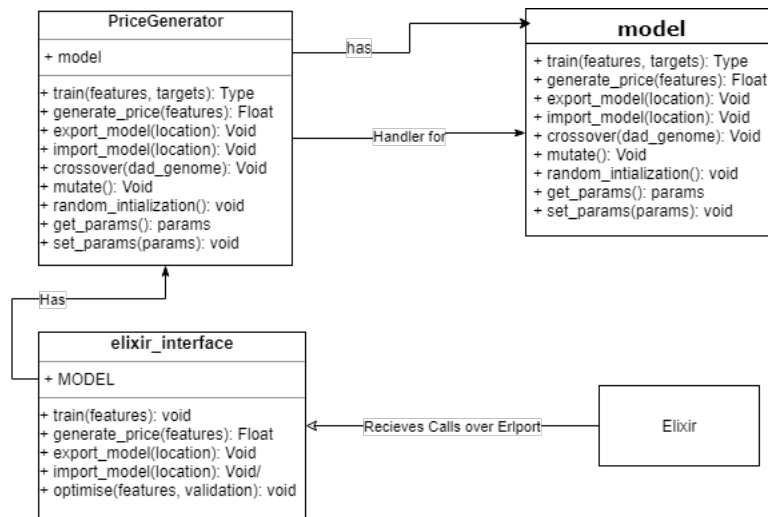 PriceGenerator
+ model
+ train(features, targets): Type
+ generate_price(features): Float
+ export_model(location): Void
+ import_model(location): Void
+ crossover(dad_genome): Void
+ mutate(): Void
+ random_intialization(): void
+ get_params(): params
+ set_params(params): void
has
Handler for
model
+ train(features, targets): Type
+ generate_price(features): Float
+ export_model(location): Void
+ import_model(location): Void
+ crossover(dad_genome): Void
+ mutate(): Void
+ random_intialization(): void
+ get_params(): params
+ set_params(params): void
Has
elixir_interface
+ MODEL
+ train(features): void
+ generate_price(features): Float
+ export_model(location): Void
+ import_model(location): Void/
+ optimise(features, validation): void
Recieves Calls over Erlport
Elixir